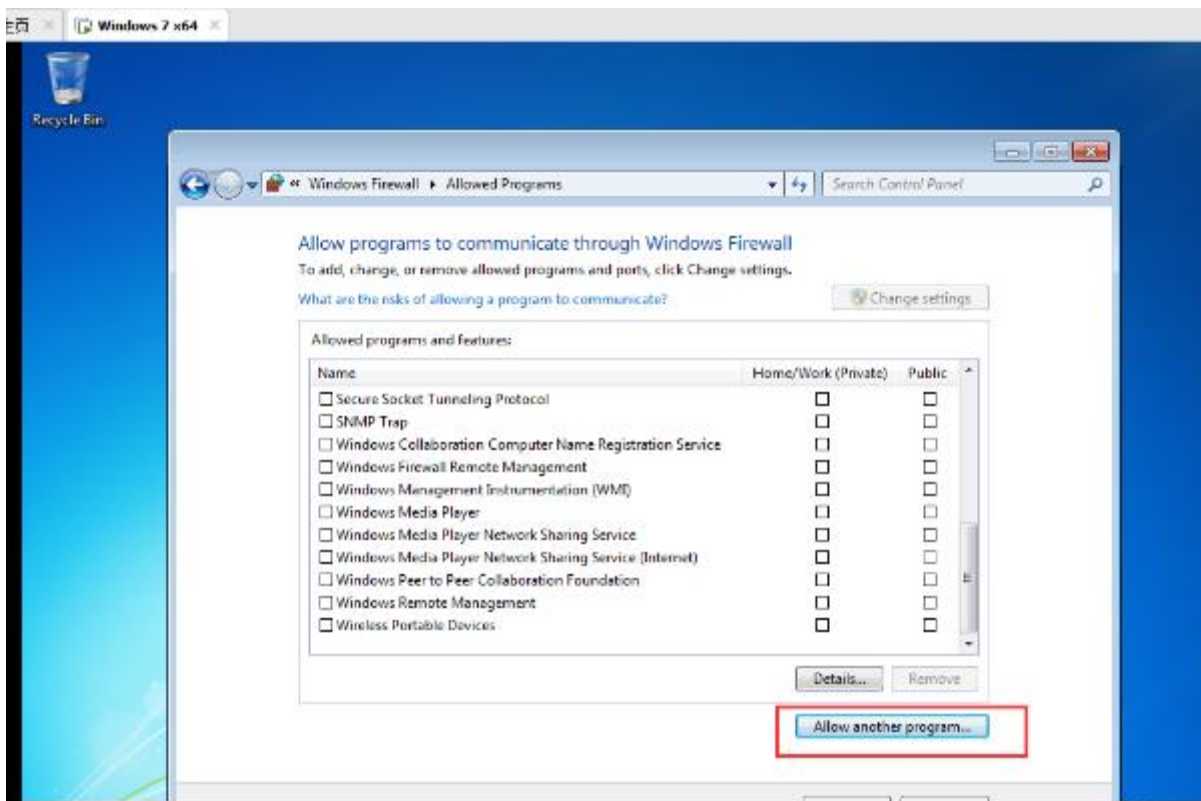 主页 Windows 7 x64
Recycle Bin
« Windows Firewall Allowed Programs Search Control Panel
Allow programs to communicate through Windows Firewall
To add, change, or remove allowed programs and ports, click Change settings.
What are the risks of allowing a program to communicate? Change settings
Allowed programs and features:
Name Home/Work (Private) Public
Secure Socket Tunneling Protocol
SNMP Trap
Windows Collaboration Computer Name Registration Service
Windows Firewall Remote Management
Windows Management Instrumentation (WMI)
Windows Media Player
Windows Media Player Network Sharing Service
Windows Media Player Network Sharing Service (Internet)
Windows Peer to Peer Collaboration Foundation
Windows Remote Management
Wireless Portable Devices
Details... Remove
Allow another program...